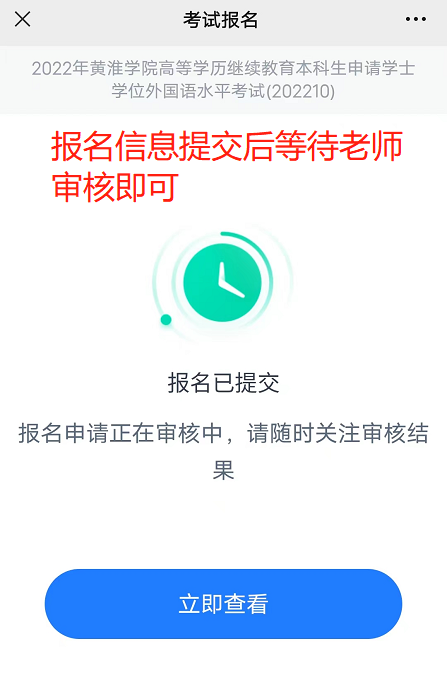 考试报名
2022年黄淮学院高等学历继续教育本科生申请学士
学位外国语水平考试(202210)
报名信息提交后等待老师
审核即可
报名已提交
报名申请正在审核中，请随时关注审核结
果
立即查看